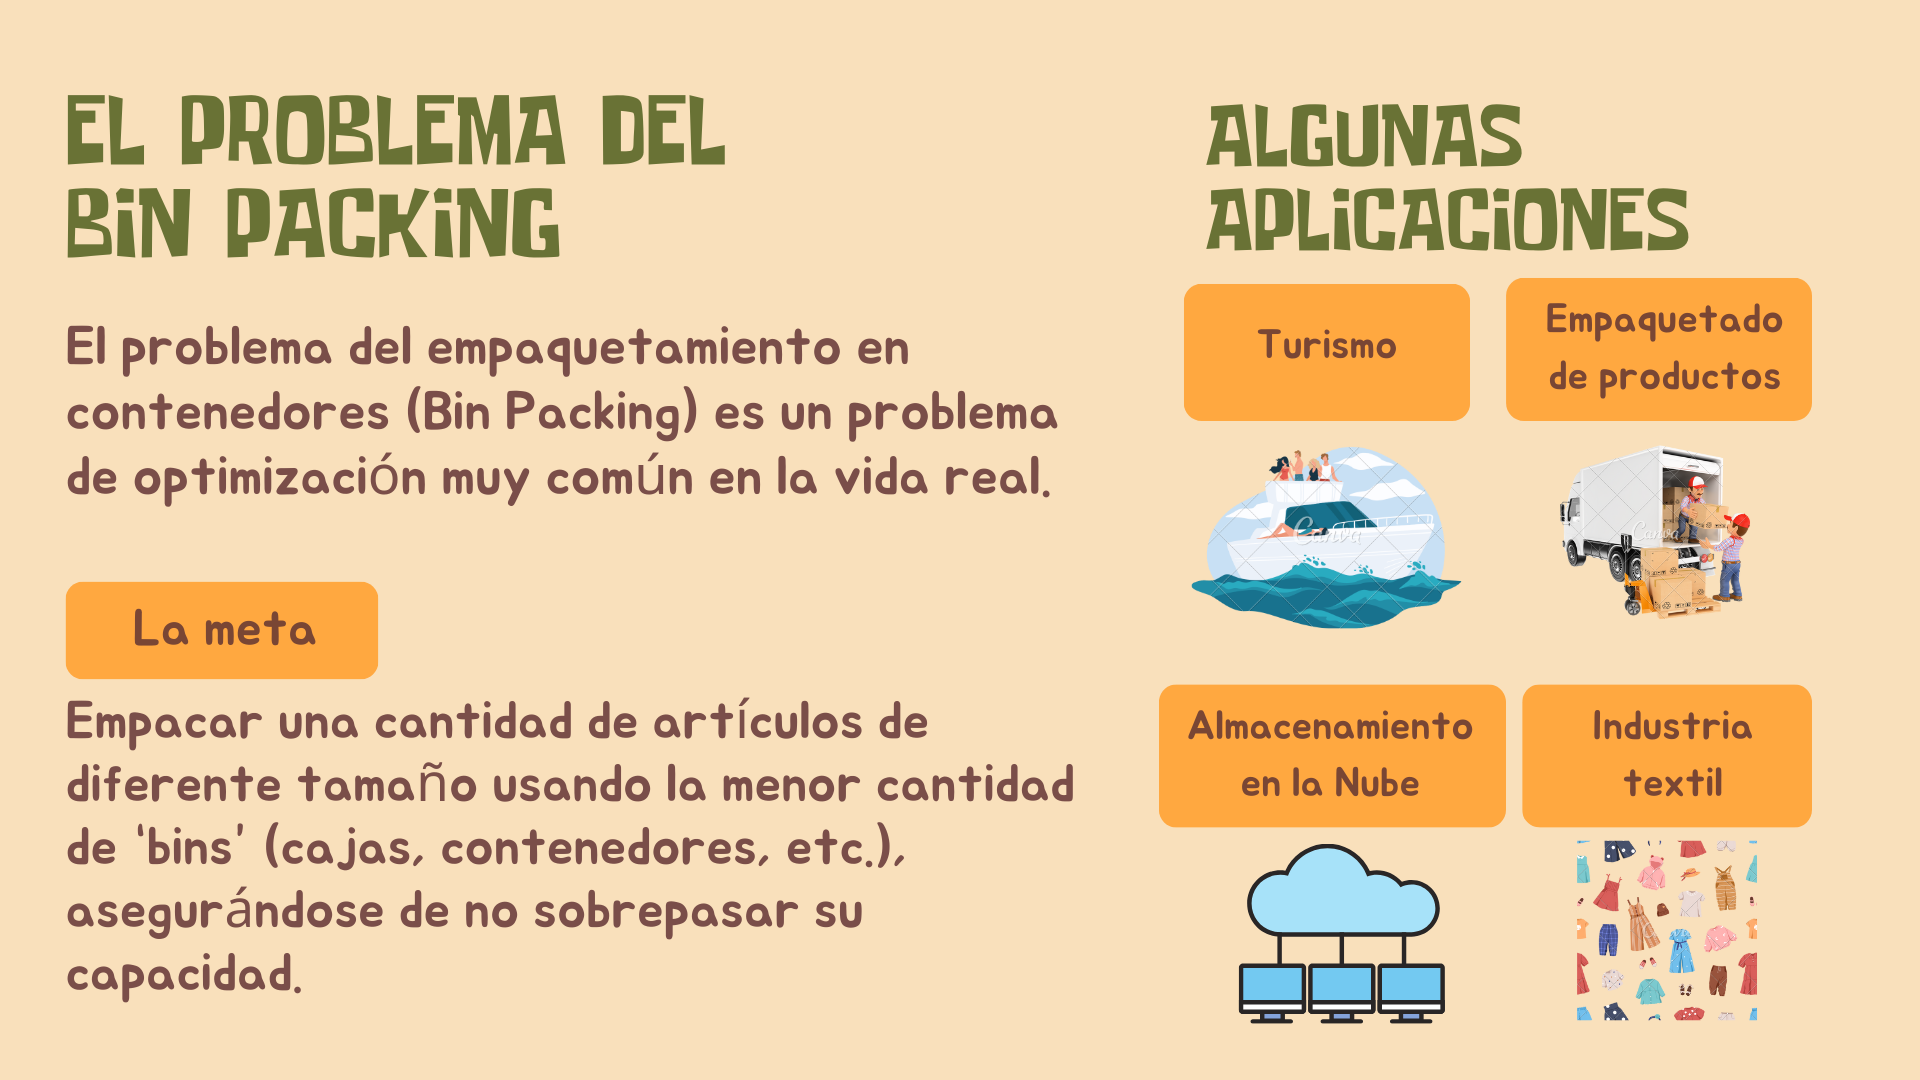 EL PROBLEMA DEL
BiN PACKiNG
El problema del empaquetamiento en
contenedores (Bin Packing) es un problema
de optimización muy común en la vida real.
La meta
Empacar una cantidad de artículos de
diferente tamaño usando la menor cantidad
de 'bins' (cajas, contenedores, etc.),
asegurándose de no sobrepasar su
capacidad.
ALGUNAS
APLiCACiONES
Turismo
Empaquetado
de productos
Canva
Canva
Almacenamiento
en la Nube
Industria
textil